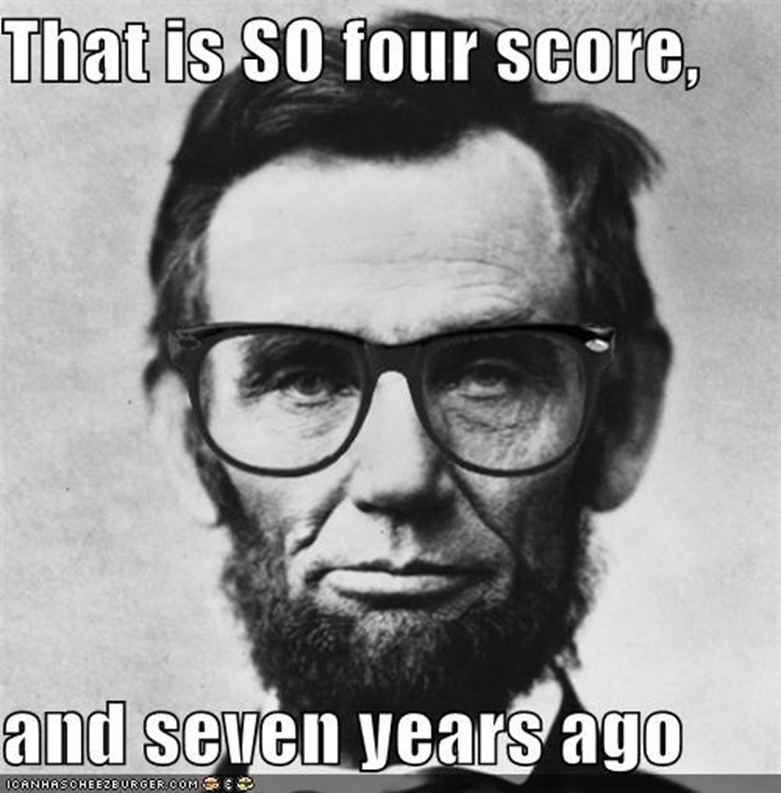 That is SO four score,
and seven years ago
ICANHASCHEEZBURGER.COM